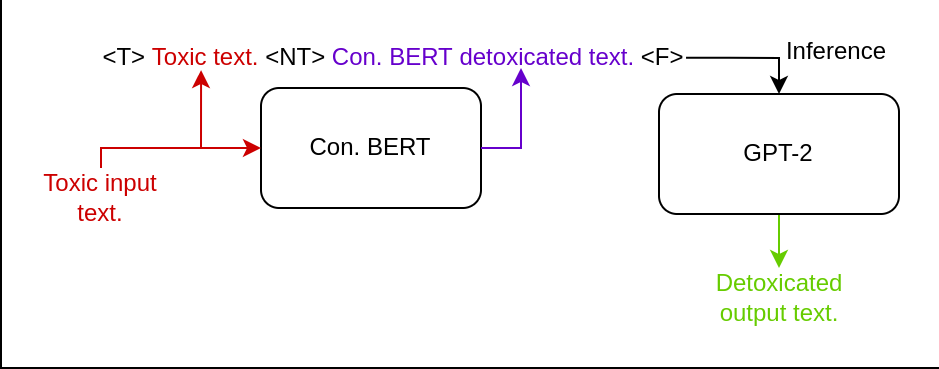 <T> Toxic text. <NT> Con. BERT detoxicated text. <F>
Inference
Con. BERT
GPT-2
Toxic input
text.
Detoxicated
output text.